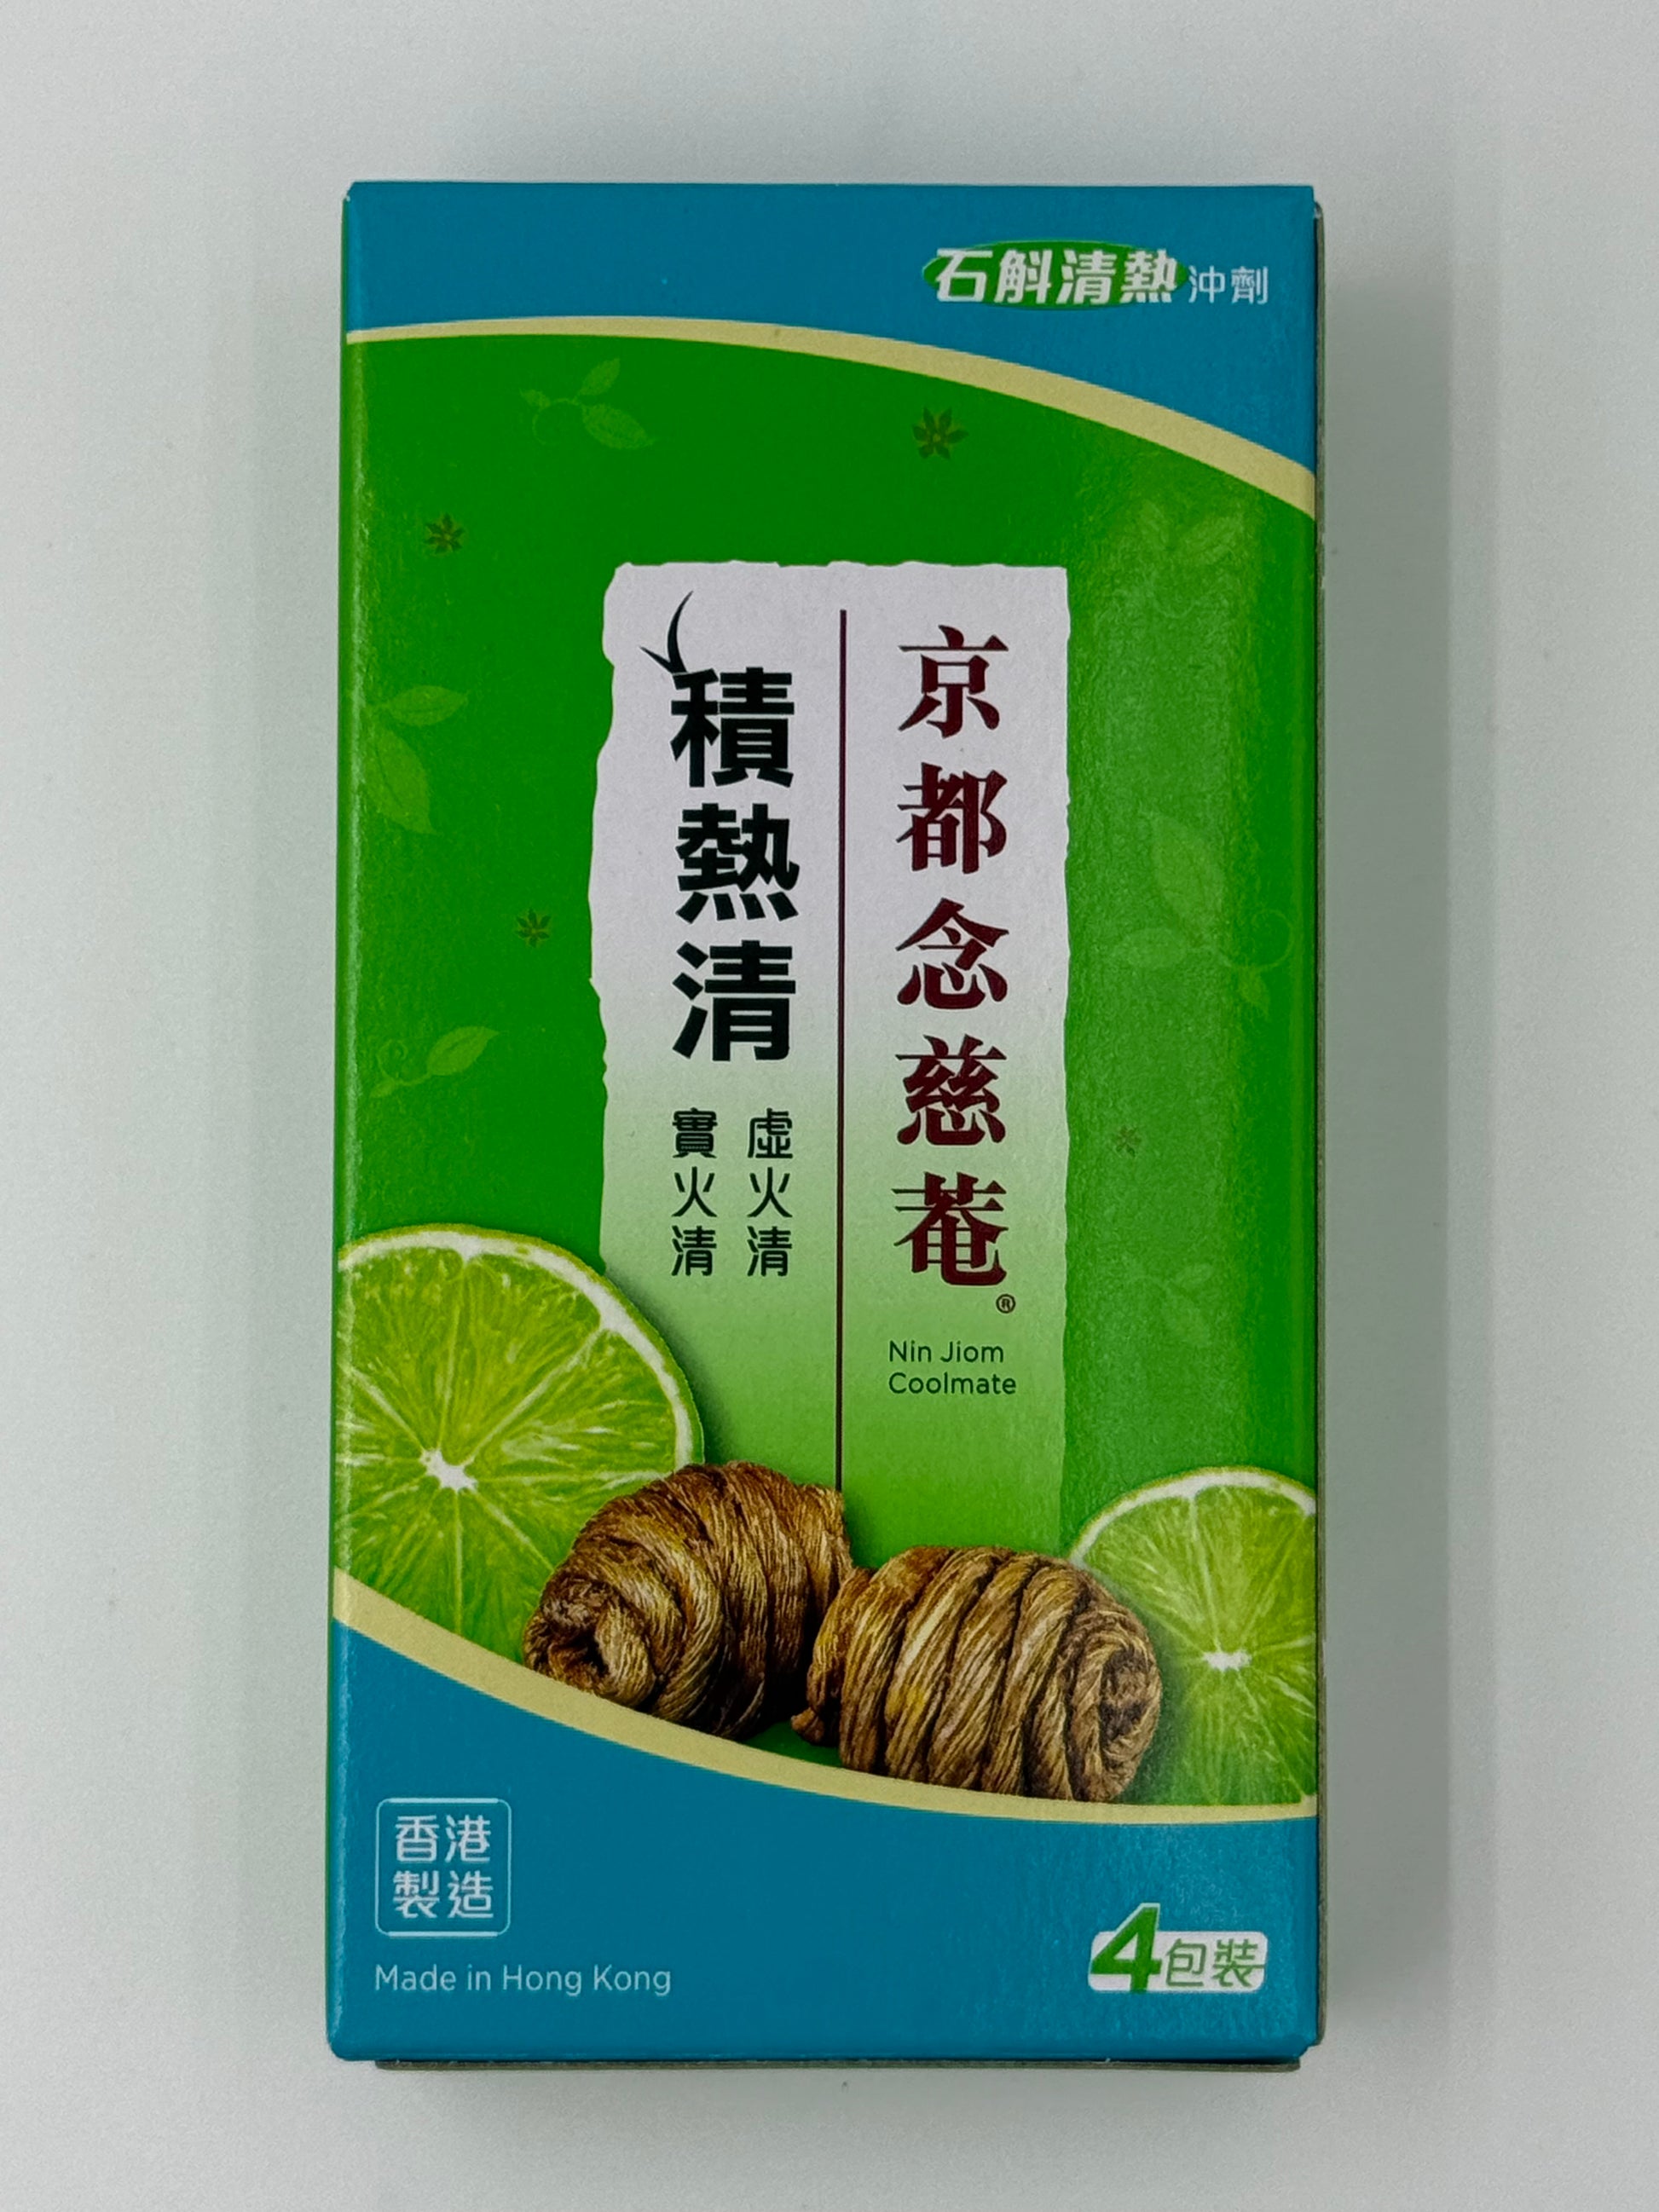 石斛清熱沖劑
京都念慈菴®
Nin Jiom
Coolmate
積熱清
虛火清
實火清
香港
製造
Made in Hong Kong
4包裝